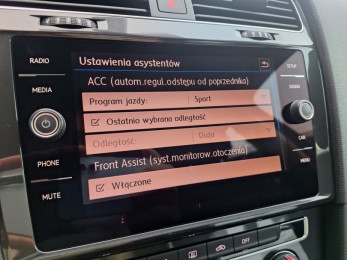 RADIO
MEDIA
PHONE
MUTE
Ustawienia asystentów
ACC (autom.regul.odstępu od poprzednika)
Program jazdy: Sport
Ostatnio wybrana odległość
Odległość: Duża
Front Assist (syst.monitorow.otoczenia)
Włączone
SETUP
SOUND
CAR
MENU
OFF